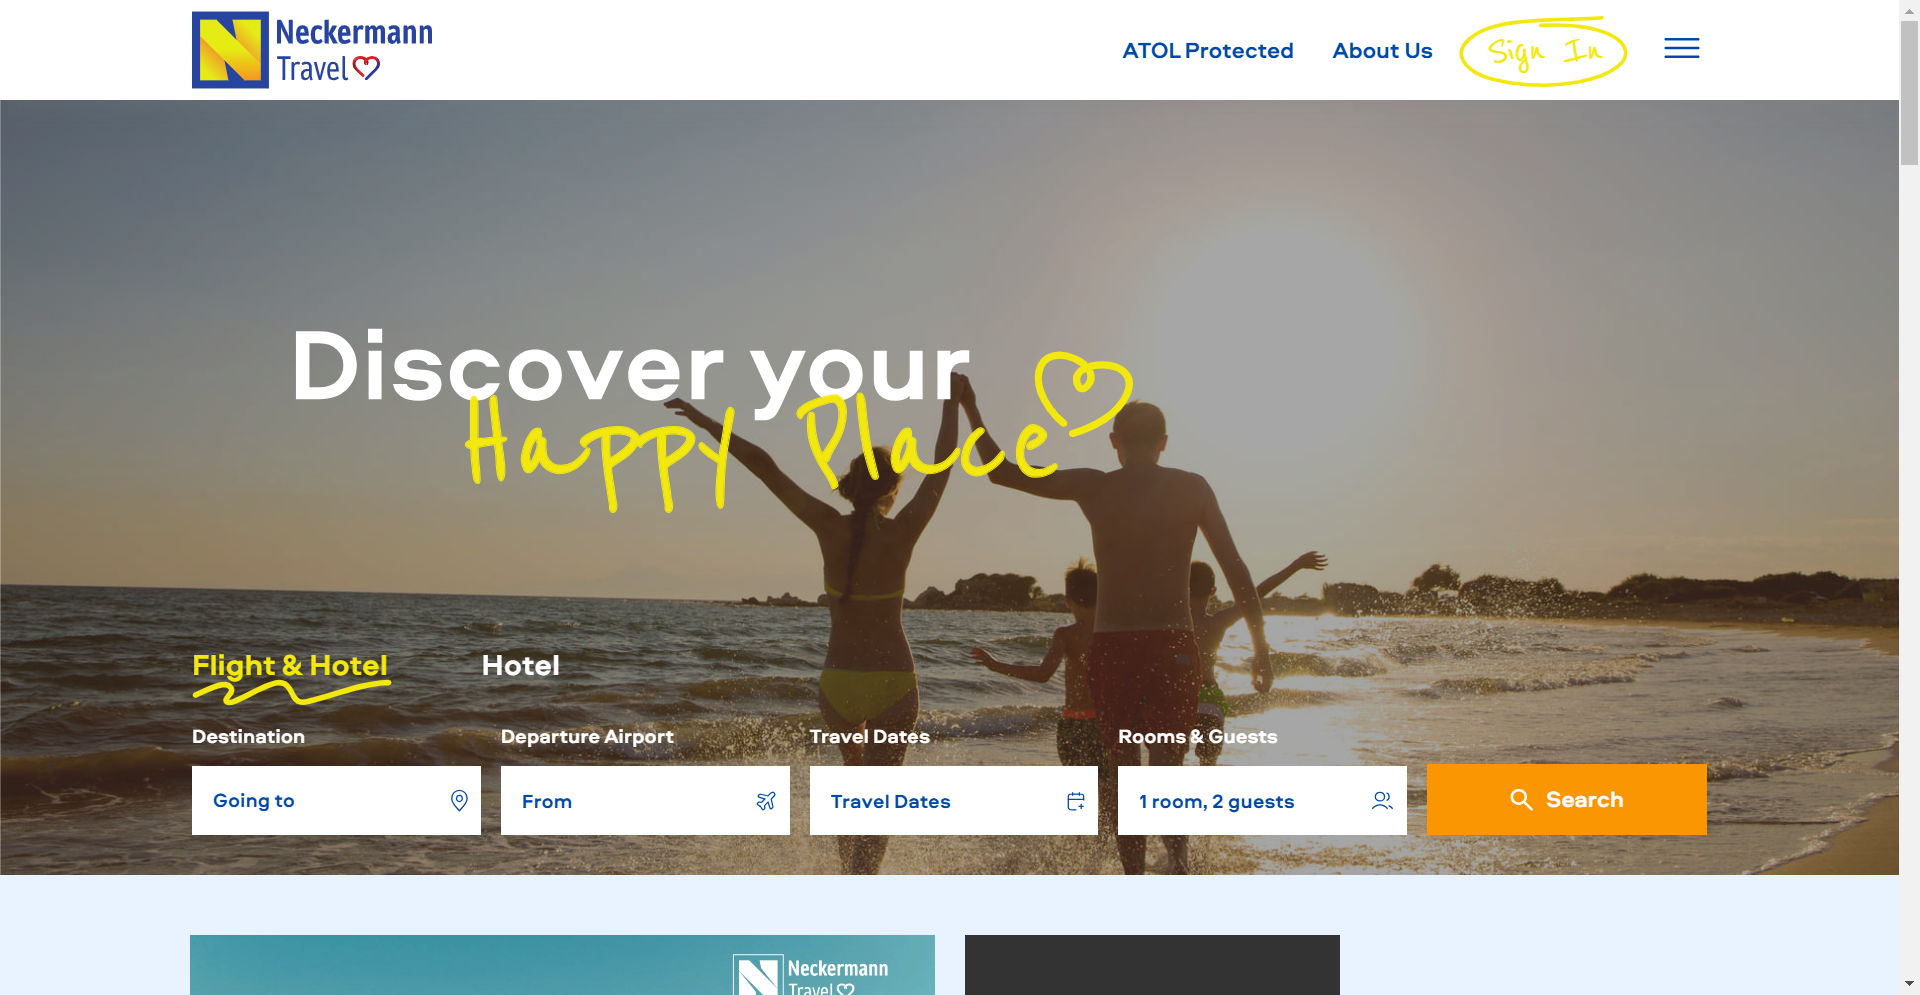 Neckermann
Travel
ATOL Protected
About Us
Sign In
Discover your
Happy Place
Flight & Hotel
Hotel
Destination
Departure Airport
Travel Dates
Rooms & Guests
Going to
From
Travel Dates
1 room, 2 guests
Search
Neckermann
Travel